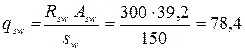 q_sw = (R_sw A_sw) / s_w = (300 · 39,2) / 150 = 78,4